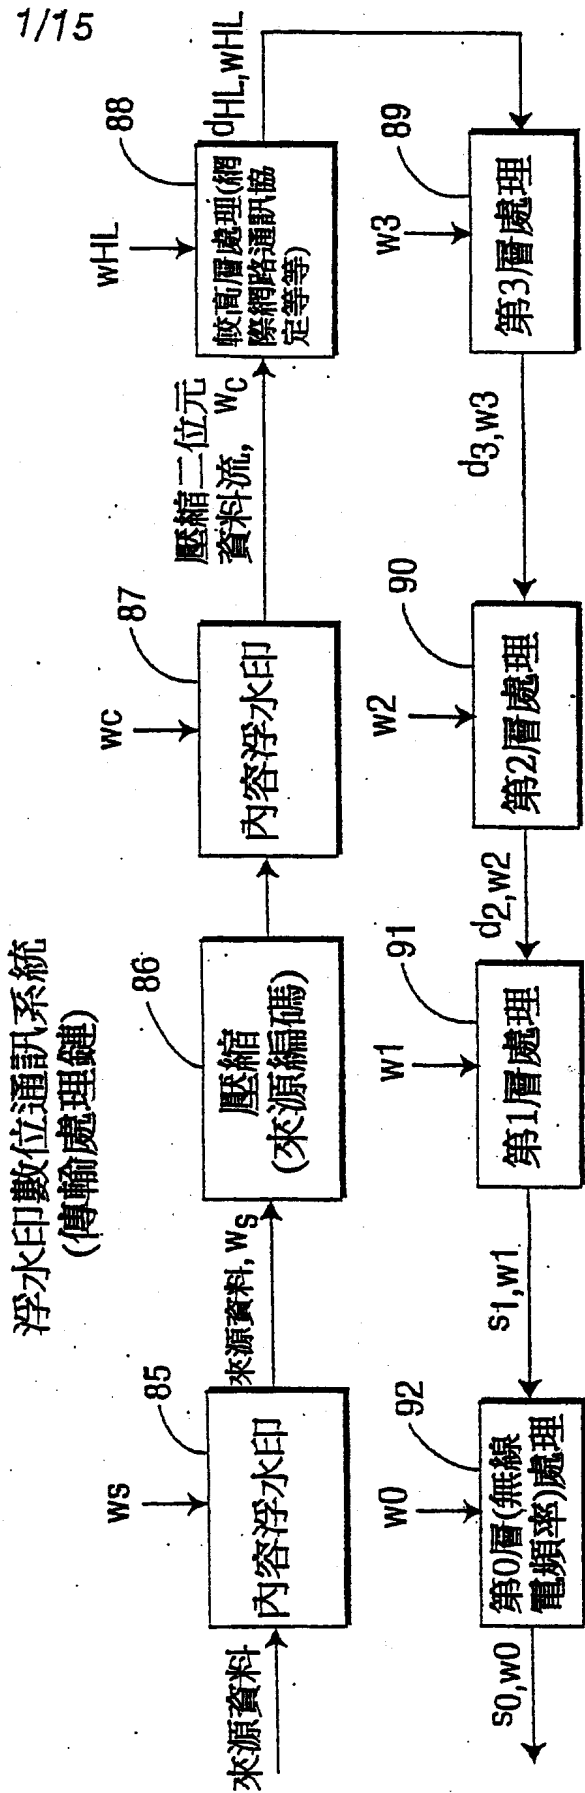 1/15
浮水印數位通訊系統
(傳輸處理鏈)
來源資料
ws
85
內容浮水印
來源資料, ws
86
壓縮
(來源編碼)
wc
87
內容浮水印
壓縮二位元
資料流, wc
wHL
88
較高層處理(網
際網路通訊協
定等等)
dHL,wHL
w3
89
第3層處理
d3,w3
w2
90
第2層處理
d2,w2
w1
91
第1層處理
s1,w1
w0
92
第0層(無線
電頻率)處理
s0,w0